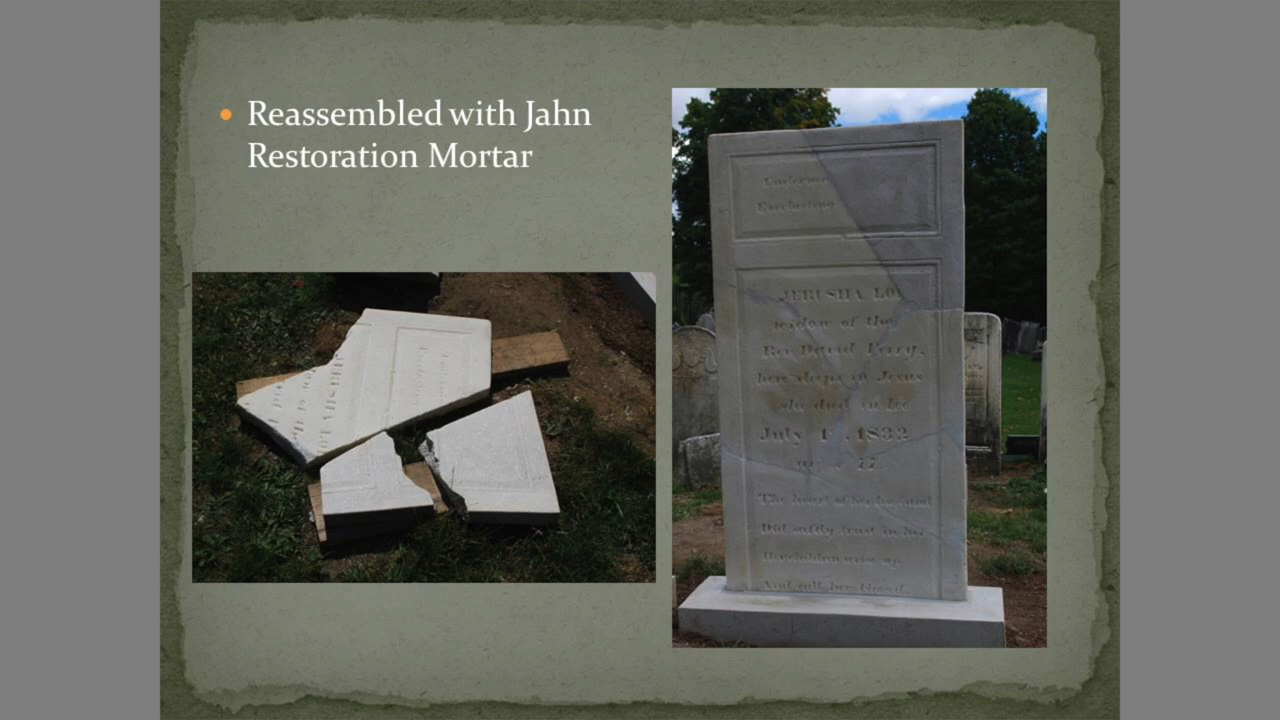 Reassembled with Jahn
Restoration Mortar
Everlasting
JERUSHA
widow of the
Rev. David
here sleeps in Jesus
she died in Lee
July 1 1832
The heart of her husband
Did safely trust in her
Her children arise up
And call her blessed.